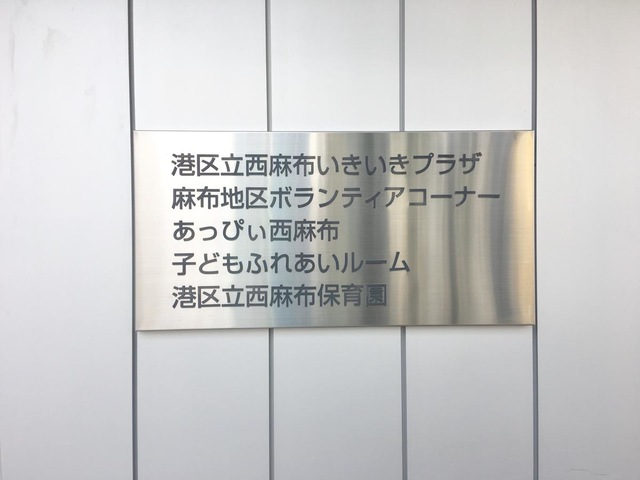 港区立西麻布いきいきプラザ
麻布地区ボランティアコーナー
あっぴぃ西麻布
子どもふれあいルーム
港区立西麻布保育園